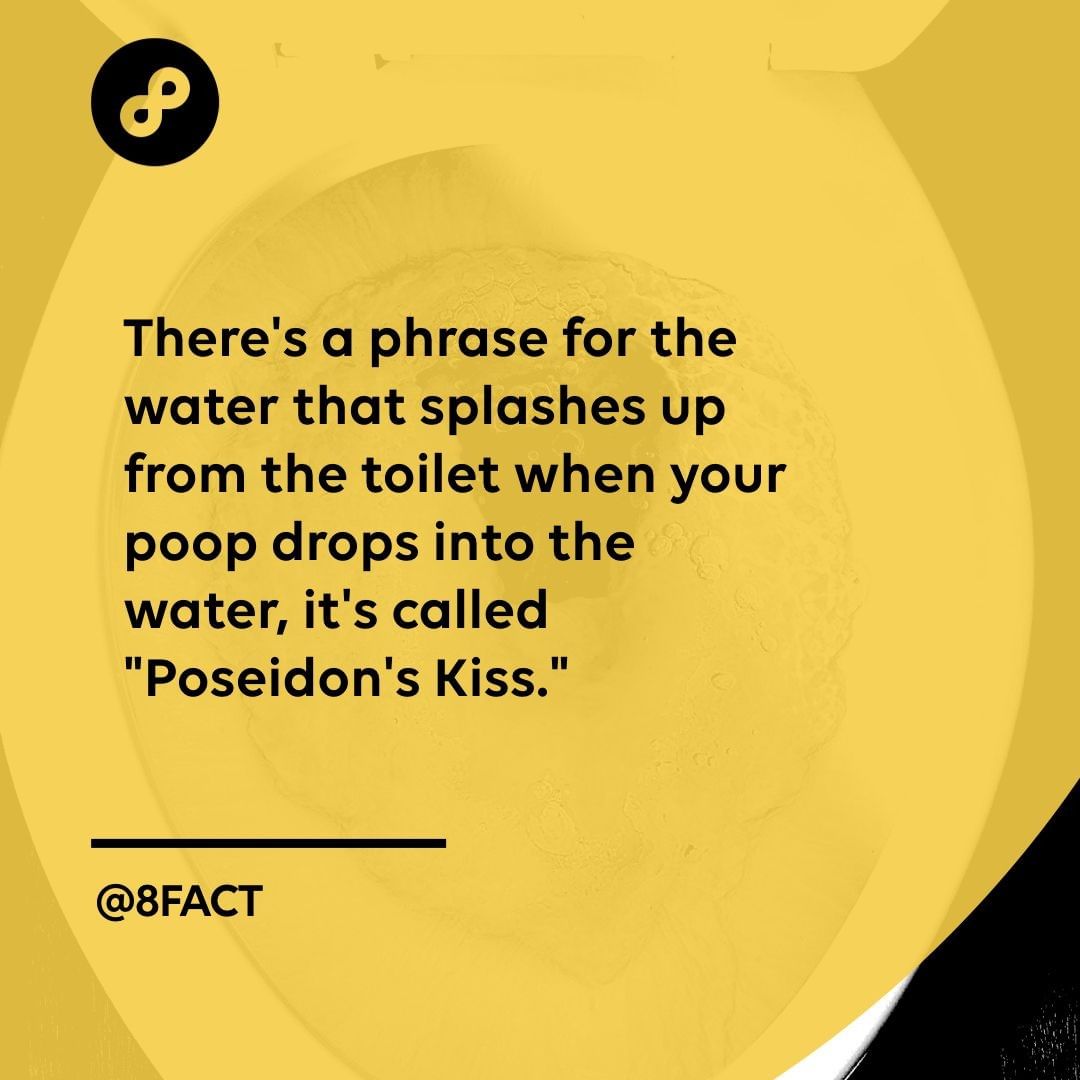 There's a phrase for the
water that splashes up
from the toilet when your
poop drops into the
water, it's called
"Poseidon's Kiss."
@8FACT